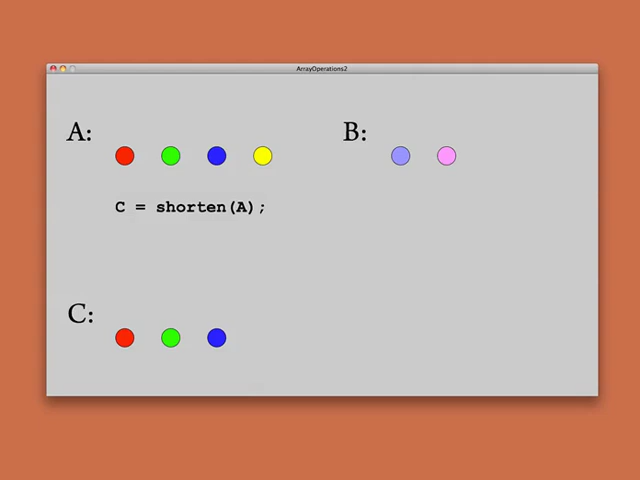 ArrayOperations2
A:
B:
C = shorten(A);
C: